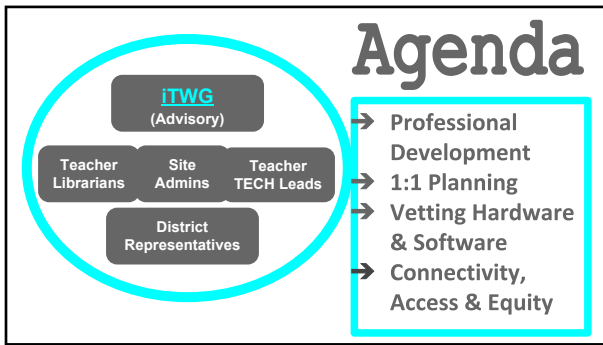 Agenda
iTWG
(Advisory)
Teacher
Librarians
Site
Admins
Teacher
TECH Leads
District
Representatives
➔ Professional
Development
➔ 1:1 Planning
➔ Vetting Hardware
& Software
➔ Connectivity,
Access & Equity